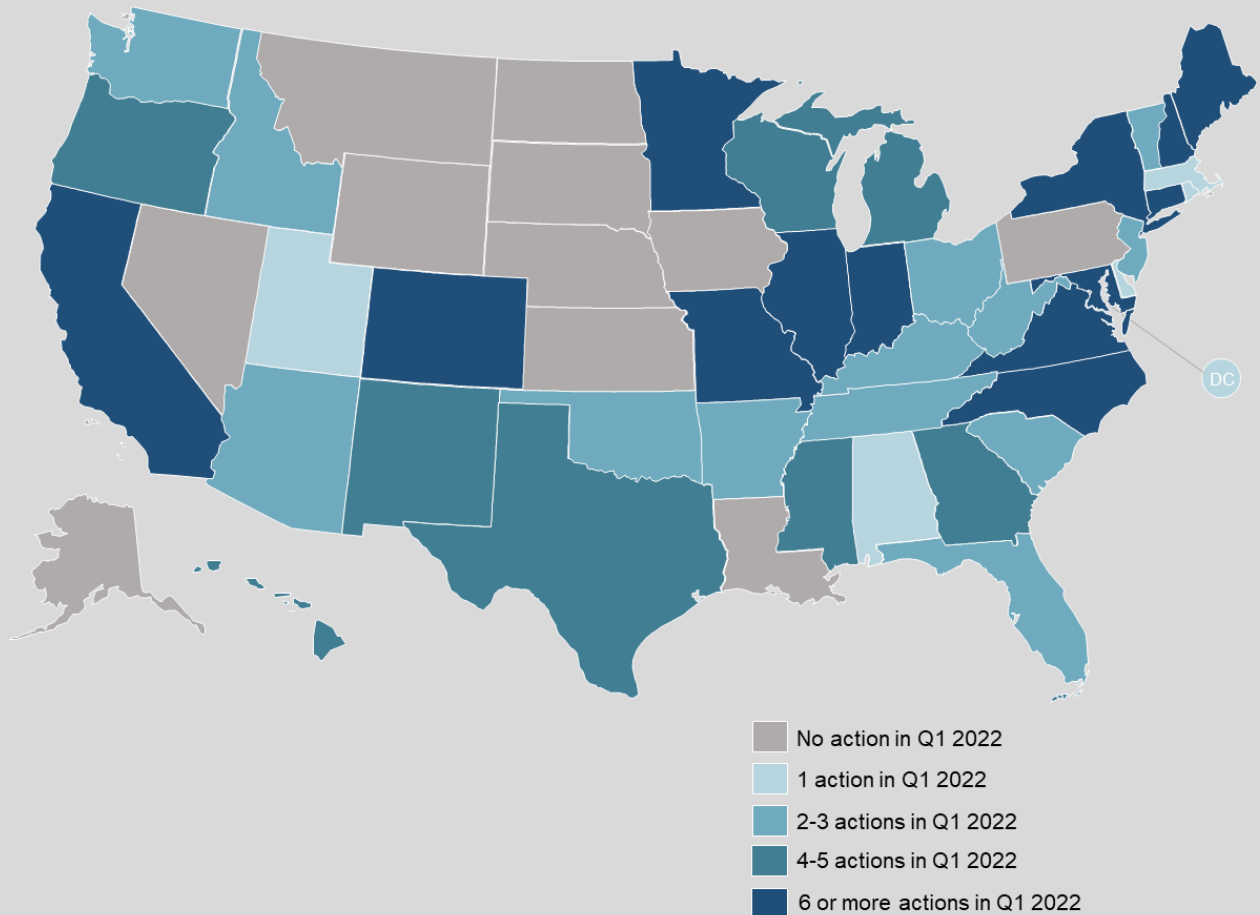 DC
No action in Q1 2022
1 action in Q1 2022
2-3 actions in Q1 2022
4-5 actions in Q1 2022
6 or more actions in Q1 2022